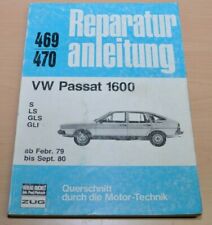 Reparatur
469
470
anleitung
VW Passat 1600
S
LS
GLS
GLI
ab Febr. 79
bis Sept. 80
ZUG
Querschnitt
durch die Motor-Technik